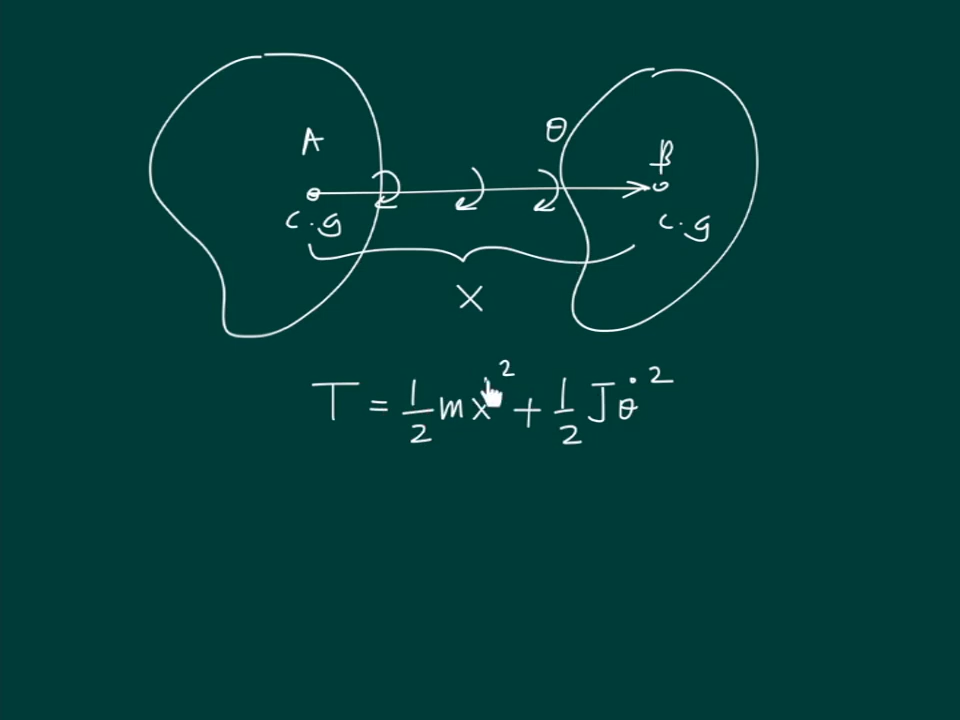 A θ B
c.g c.g
x
T = 1/2 mẋ² + 1/2 Jθ̇²